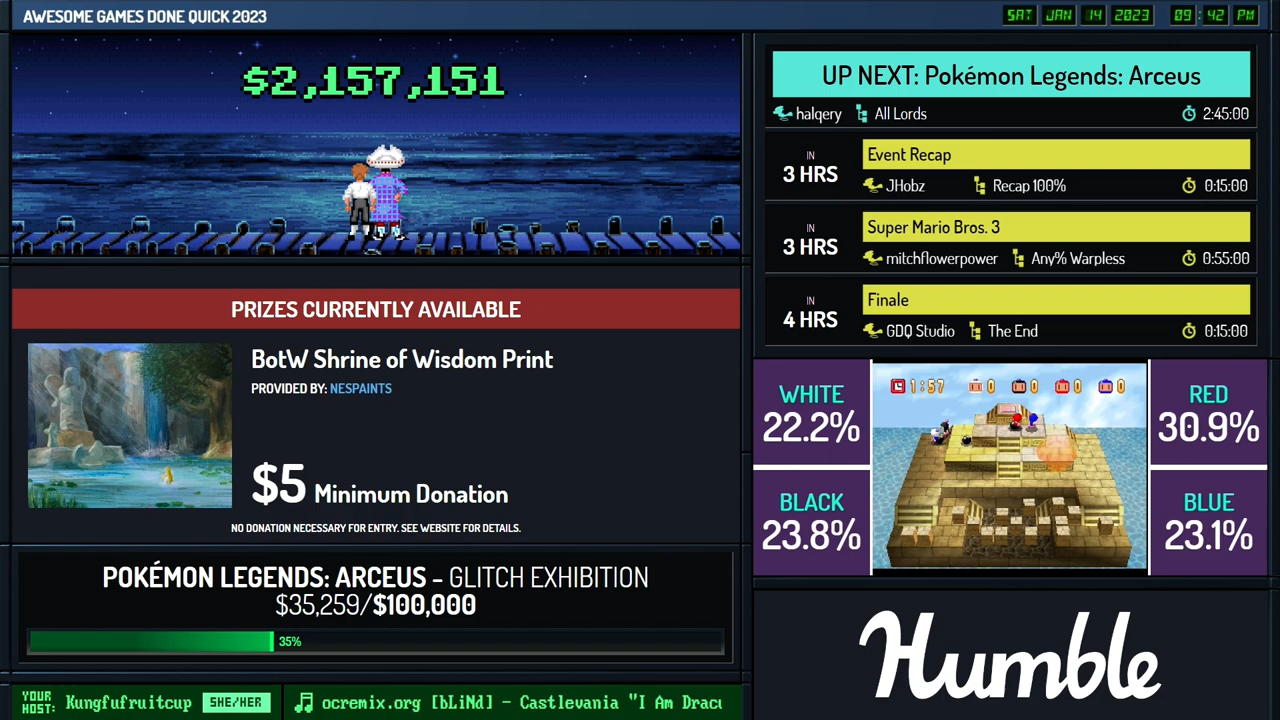 AWESOME GAMES DONE QUICK 2023
SAT JAN 14 2023 09:42 PM
$2,157,151
PRIZES CURRENTLY AVAILABLE
BotW Shrine of Wisdom Print
PROVIDED BY: NESPAINTS
$5 Minimum Donation
NO DONATION NECESSARY FOR ENTRY. SEE WEBSITE FOR DETAILS.
POKÉMON LEGENDS: ARCEUS – GLITCH EXHIBITION
$35,259/$100,000
35%
YOUR HOST: Kungfufruitcup SHE/HER
ocremix.org [bLiNd] - Castlevania "I Am Dracu
UP NEXT: Pokémon Legends: Arceus
halqery All Lords 2:45:00
IN 3 HRS
Event Recap
JHobz Recap 100% 0:15:00
IN 3 HRS
Super Mario Bros. 3
mitchflowerpower Any% Warpless 0:55:00
IN 4 HRS
Finale
GDQ Studio The End 0:15:00
WHITE
22.2%
BLACK
23.8%
1:57 0 0 0 0
RED
30.9%
BLUE
23.1%
Humble